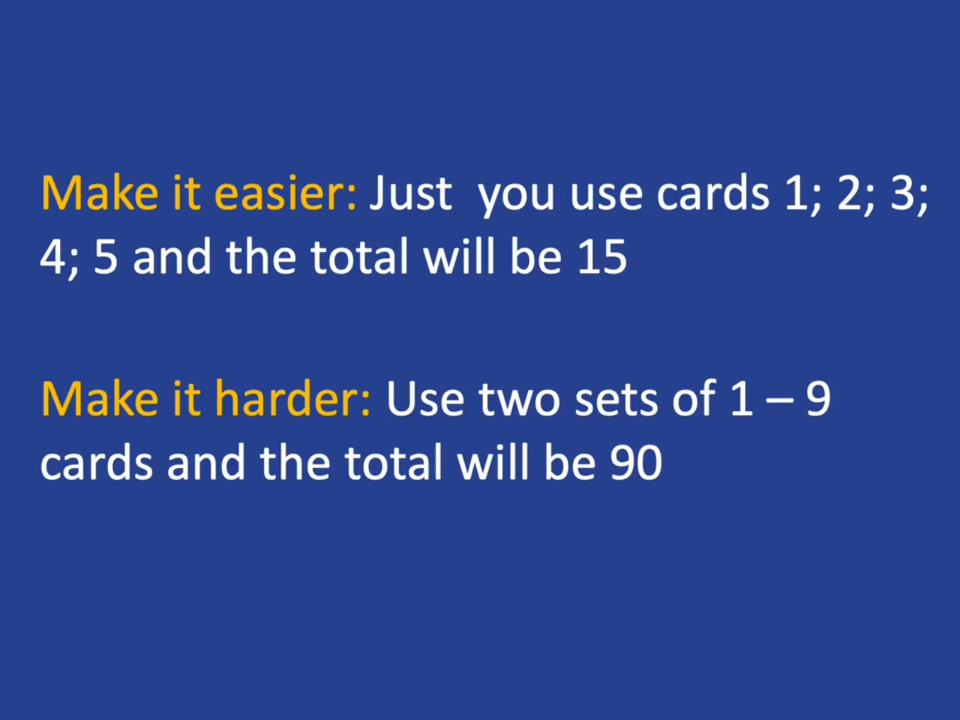 Make it easier: Just  you use cards 1; 2; 3;
4; 5 and the total will be 15
Make it harder: Use two sets of 1 – 9
cards and the total will be 90